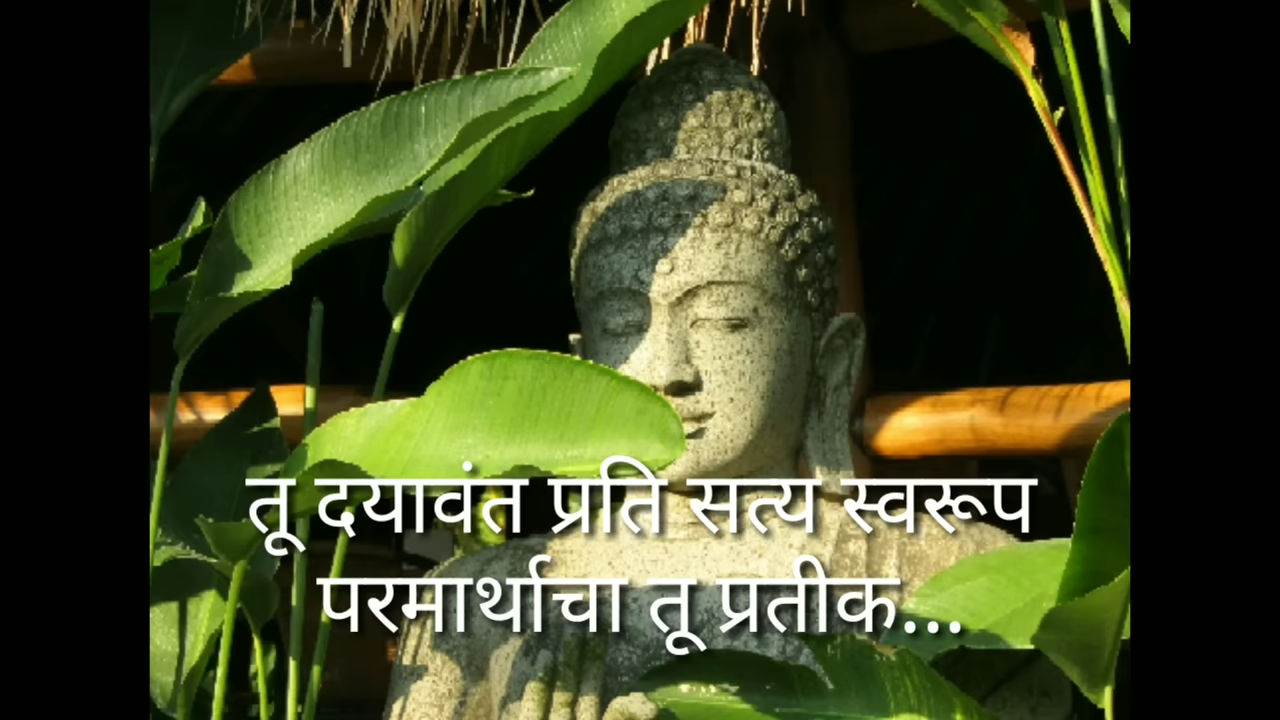 तू दयावंत प्रति सत्य स्वरूप
परमार्थाचा तू प्रतीक...